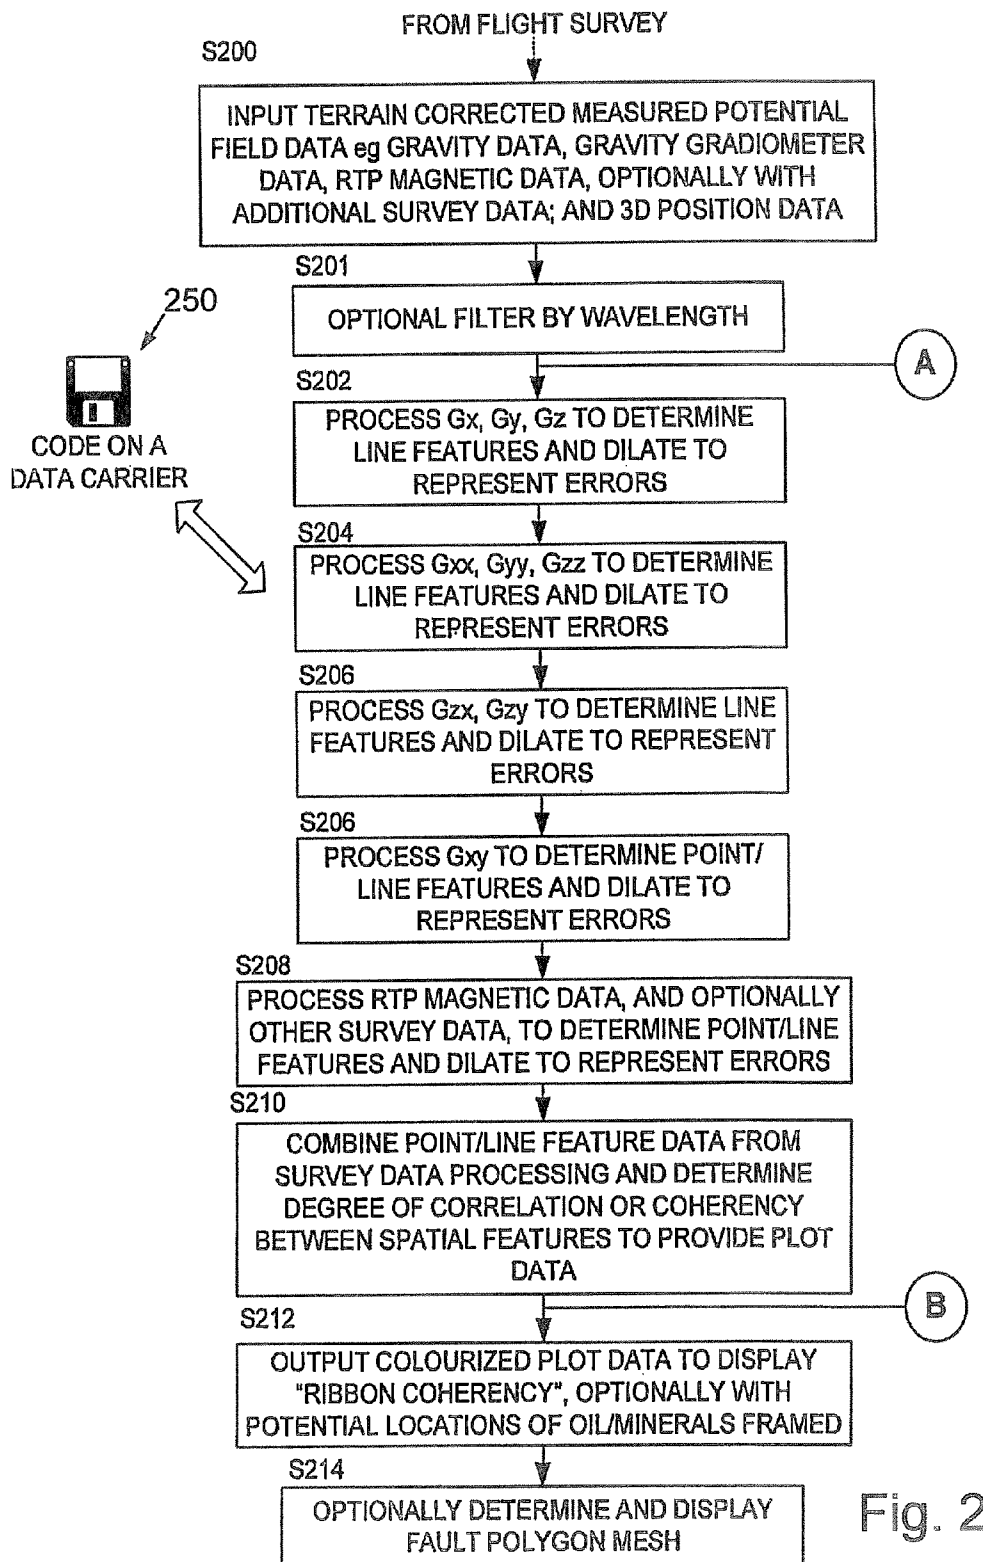 FROM FLIGHT SURVEY
S200
INPUT TERRAIN CORRECTED MEASURED POTENTIAL
FIELD DATA eg GRAVITY DATA, GRAVITY GRADIOMETER
DATA, RTP MAGNETIC DATA, OPTIONALLY WITH
ADDITIONAL SURVEY DATA; AND 3D POSITION DATA
S201
OPTIONAL FILTER BY WAVELENGTH
250
A
CODE ON A
DATA CARRIER
S202
PROCESS Gx, Gy, Gz TO DETERMINE
LINE FEATURES AND DILATE TO
REPRESENT ERRORS
S204
PROCESS Gxx, Gyy, Gzz TO DETERMINE
LINE FEATURES AND DILATE TO
REPRESENT ERRORS
S206
PROCESS Gzx, Gzy TO DETERMINE LINE
FEATURES AND DILATE TO REPRESENT
ERRORS
S206
PROCESS Gxy TO DETERMINE POINT/
LINE FEATURES AND DILATE TO
REPRESENT ERRORS
S208
PROCESS RTP MAGNETIC DATA, AND OPTIONALLY
OTHER SURVEY DATA, TO DETERMINE POINT/LINE
FEATURES AND DILATE TO REPRESENT ERRORS
S210
COMBINE POINT/LINE FEATURE DATA FROM
SURVEY DATA PROCESSING AND DETERMINE
DEGREE OF CORRELATION OR COHERENCY
BETWEEN SPATIAL FEATURES TO PROVIDE PLOT
DATA
B
S212
OUTPUT COLOURIZED PLOT DATA TO DISPLAY
"RIBBON COHERENCY", OPTIONALLY WITH
POTENTIAL LOCATIONS OF OIL/MINERALS FRAMED
S214
OPTIONALLY DETERMINE AND DISPLAY
FAULT POLYGON MESH
Fig. 2